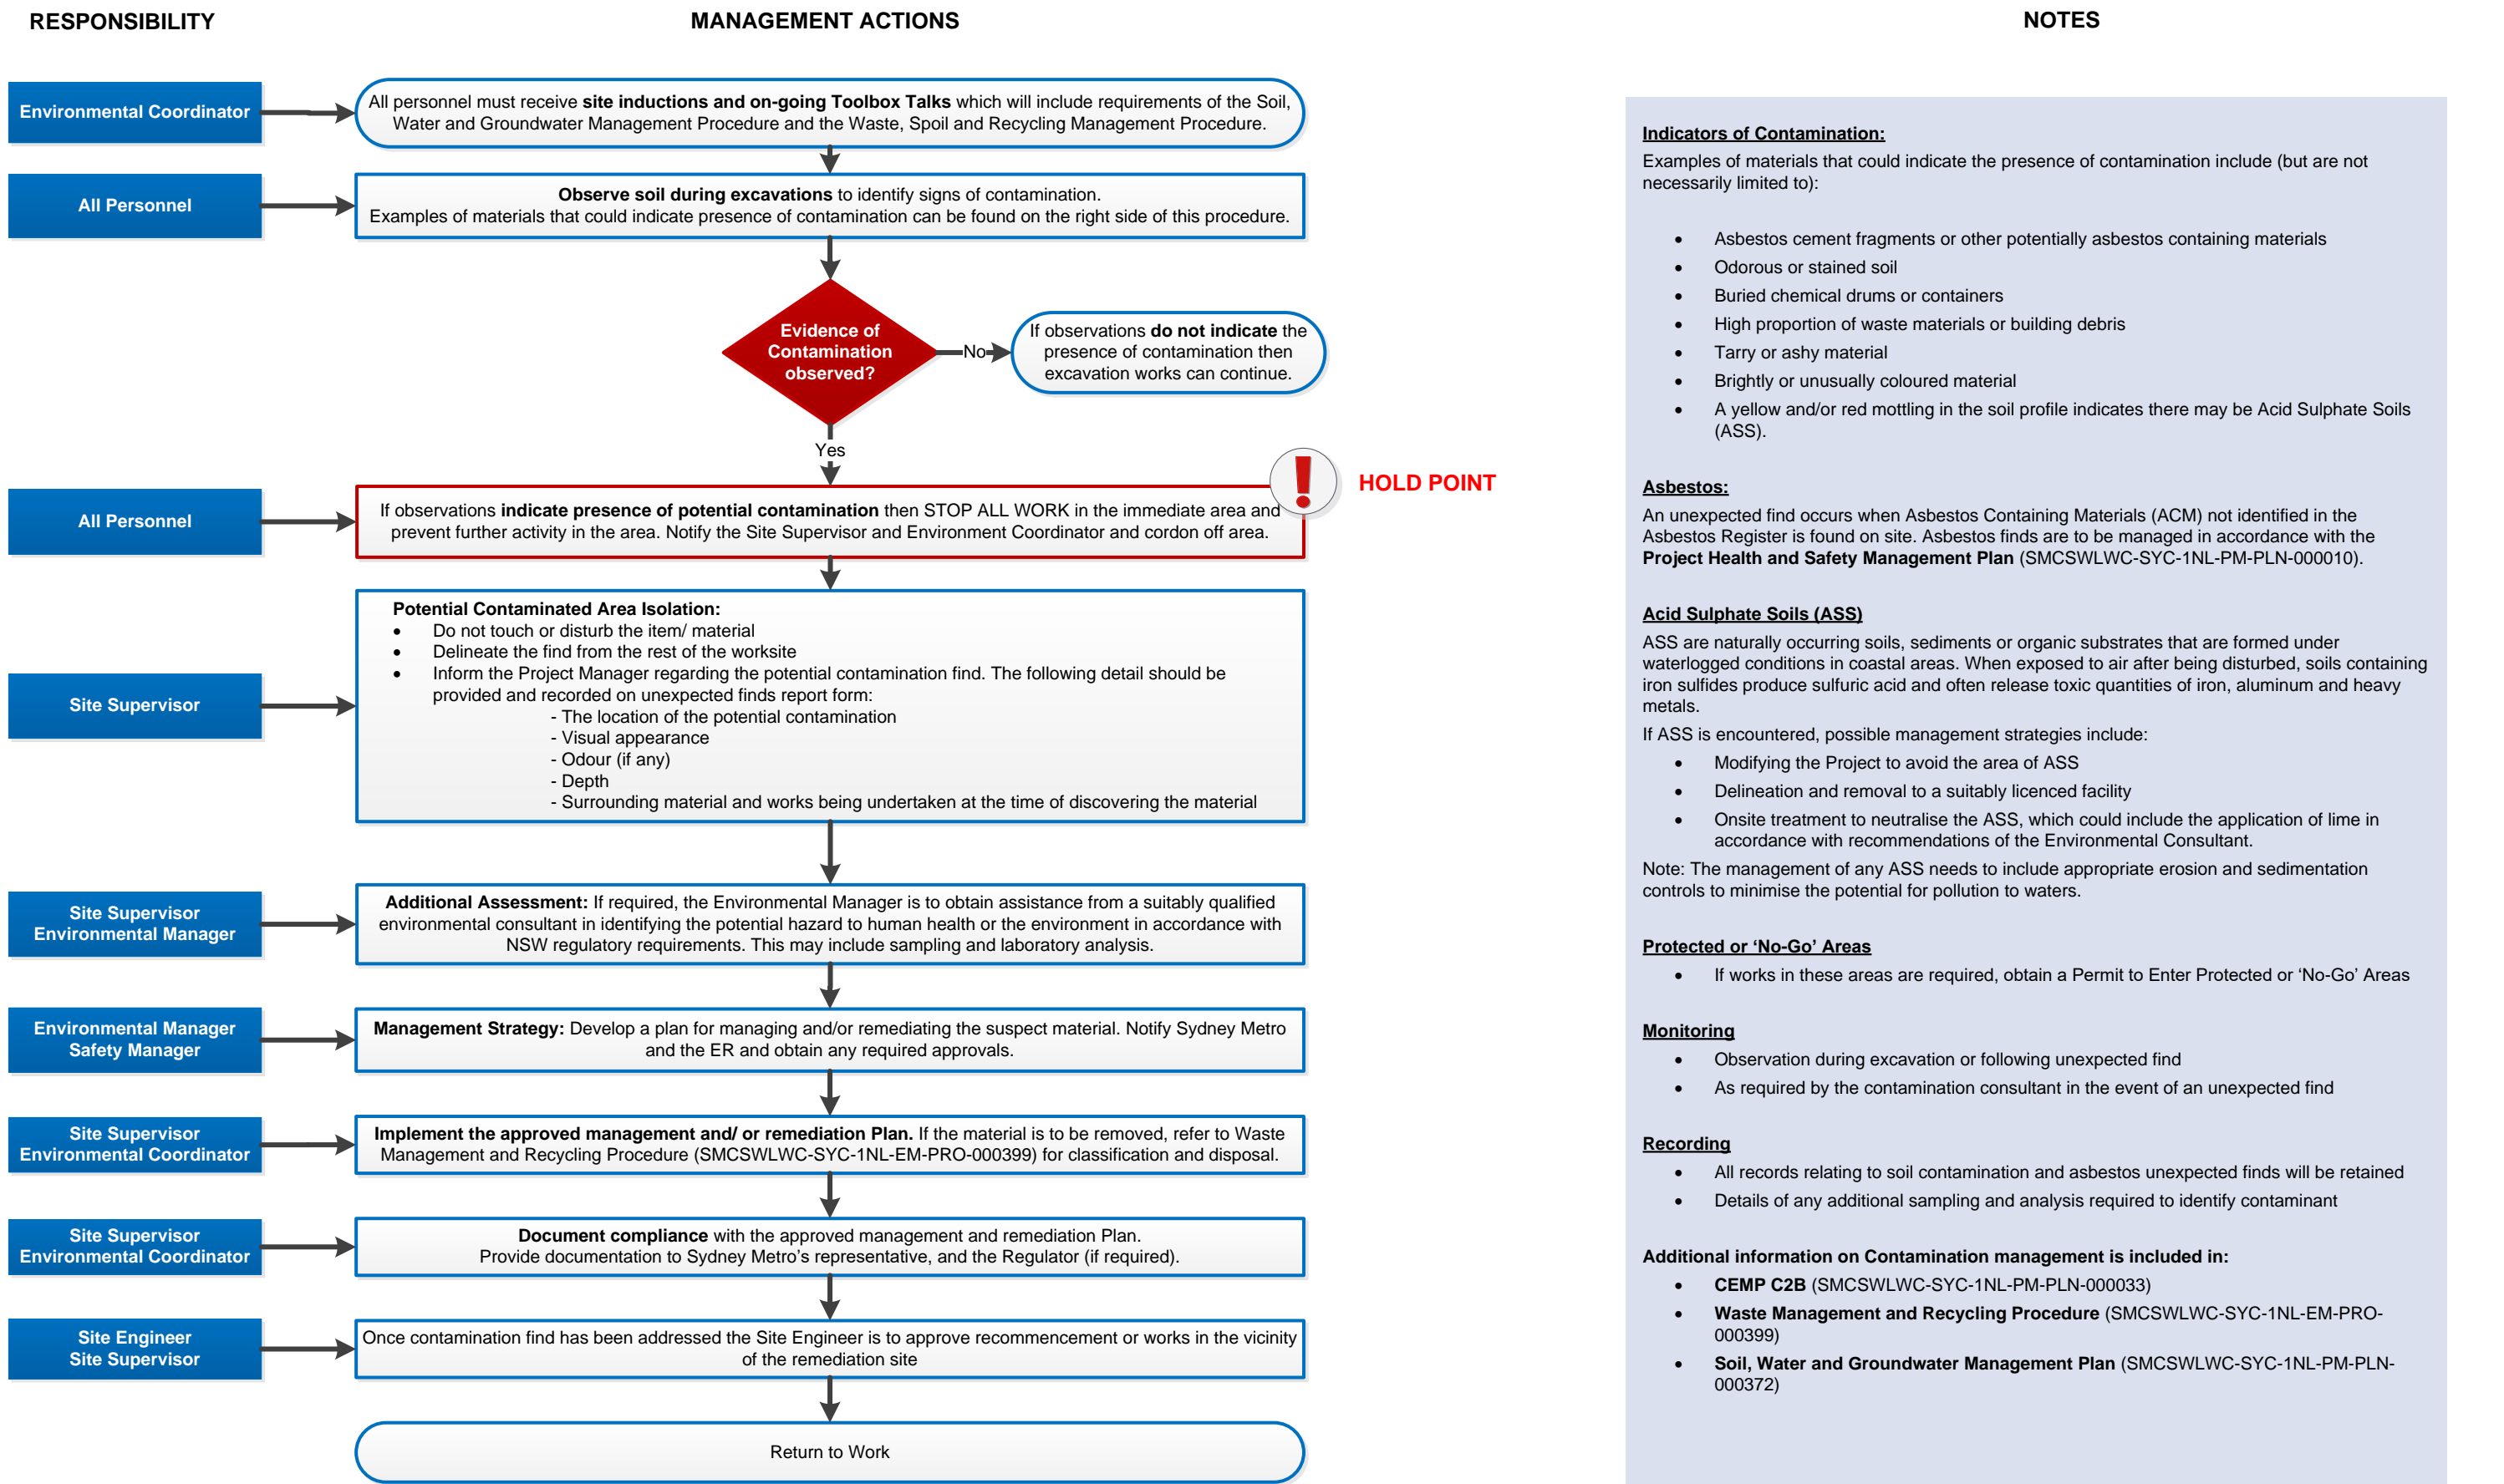 RESPONSIBILITY
MANAGEMENT ACTIONS
NOTES
Environmental Coordinator
All personnel must receive site inductions and on-going Toolbox Talks which will include requirements of the Soil,
Water and Groundwater Management Procedure and the Waste, Spoil and Recycling Management Procedure.
All Personnel
Observe soil during excavations to identify signs of contamination.
Examples of materials that could indicate presence of contamination can be found on the right side of this procedure.
Evidence of
Contamination
observed?
No
If observations do not indicate the
presence of contamination then
excavation works can continue.
Yes
HOLD POINT
All Personnel
If observations indicate presence of potential contamination then STOP ALL WORK in the immediate area and
prevent further activity in the area. Notify the Site Supervisor and Environment Coordinator and cordon off area.
Site Supervisor
Potential Contaminated Area Isolation:
• Do not touch or disturb the item/ material
• Delineate the find from the rest of the worksite
• Inform the Project Manager regarding the potential contamination find. The following detail should be
provided and recorded on unexpected finds report form:
- The location of the potential contamination
- Visual appearance
- Odour (if any)
- Depth
- Surrounding material and works being undertaken at the time of discovering the material
Site Supervisor
Environmental Manager
Additional Assessment: If required, the Environmental Manager is to obtain assistance from a suitably qualified
environmental consultant in identifying the potential hazard to human health or the environment in accordance with
NSW regulatory requirements. This may include sampling and laboratory analysis.
Environmental Manager
Safety Manager
Management Strategy: Develop a plan for managing and/or remediating the suspect material. Notify Sydney Metro
and the ER and obtain any required approvals.
Site Supervisor
Environmental Coordinator
Implement the approved management and/ or remediation Plan. If the material is to be removed, refer to Waste
Management and Recycling Procedure (SMCSWLWC-SYC-1NL-EM-PRO-000399) for classification and disposal.
Site Supervisor
Environmental Coordinator
Document compliance with the approved management and remediation Plan.
Provide documentation to Sydney Metro's representative, and the Regulator (if required).
Site Engineer
Site Supervisor
Once contamination find has been addressed the Site Engineer is to approve recommencement or works in the vicinity
of the remediation site
Return to Work
Indicators of Contamination:
Examples of materials that could indicate the presence of contamination include (but are not
necessarily limited to):
• Asbestos cement fragments or other potentially asbestos containing materials
• Odorous or stained soil
• Buried chemical drums or containers
• High proportion of waste materials or building debris
• Tarry or ashy material
• Brightly or unusually coloured material
• A yellow and/or red mottling in the soil profile indicates there may be Acid Sulphate Soils
(ASS).
Asbestos:
An unexpected find occurs when Asbestos Containing Materials (ACM) not identified in the
Asbestos Register is found on site. Asbestos finds are to be managed in accordance with the
Project Health and Safety Management Plan (SMCSWLWC-SYC-1NL-PM-PLN-000010).
Acid Sulphate Soils (ASS)
ASS are naturally occurring soils, sediments or organic substrates that are formed under
waterlogged conditions in coastal areas. When exposed to air after being disturbed, soils containing
iron sulfides produce sulfuric acid and often release toxic quantities of iron, aluminum and heavy
metals.
If ASS is encountered, possible management strategies include:
• Modifying the Project to avoid the area of ASS
• Delineation and removal to a suitably licenced facility
• Onsite treatment to neutralise the ASS, which could include the application of lime in
accordance with recommendations of the Environmental Consultant.
Note: The management of any ASS needs to include appropriate erosion and sedimentation
controls to minimise the potential for pollution to waters.
Protected or ‘No-Go’ Areas
• If works in these areas are required, obtain a Permit to Enter Protected or ‘No-Go’ Areas
Monitoring
• Observation during excavation or following unexpected find
• As required by the contamination consultant in the event of an unexpected find
Recording
• All records relating to soil contamination and asbestos unexpected finds will be retained
• Details of any additional sampling and analysis required to identify contaminant
Additional information on Contamination management is included in:
• CEMP C2B (SMCSWLWC-SYC-1NL-PM-PLN-000033)
• Waste Management and Recycling Procedure (SMCSWLWC-SYC-1NL-EM-PRO-
000399)
• Soil, Water and Groundwater Management Plan (SMCSWLWC-SYC-1NL-PM-PLN-
000372)